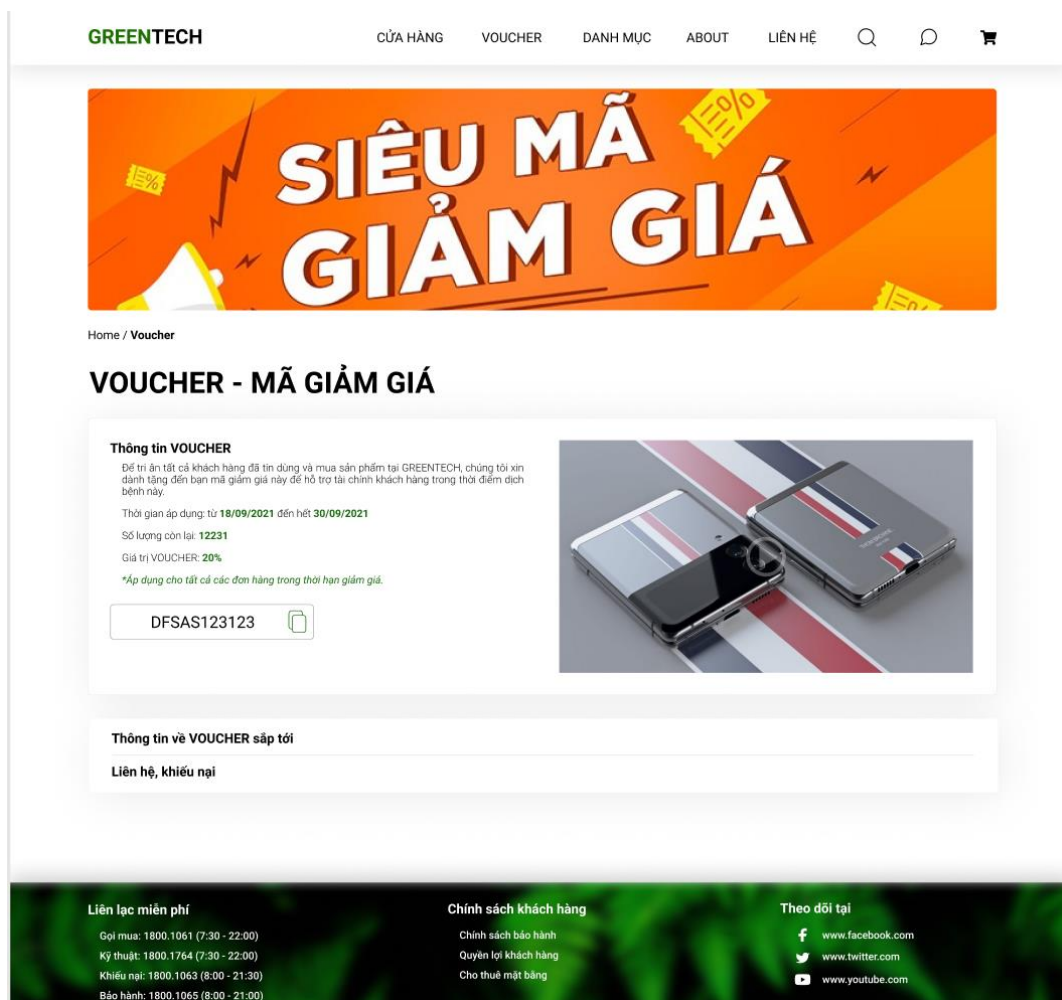 GREENTECH
CỬA HÀNG VOUCHER DANH MỤC ABOUT LIÊN HỆ
SIÊU MÃ
GIẢM GIÁ
Home / Voucher
VOUCHER - MÃ GIẢM GIÁ
Thông tin VOUCHER
Để tri ân tất cả khách hàng đã tin dùng và mua sản phẩm tại GREENTECH, chúng tôi xin
dành tặng đến bạn mã giảm giá này để hỗ trợ tài chính khách hàng trong thời điểm dịch
bệnh này.
Thời gian áp dụng: từ 18/09/2021 đến hết 30/09/2021
Số lượng còn lại: 12231
Giá trị VOUCHER: 20%
*Áp dụng cho tất cả các đơn hàng trong thời hạn giảm giá.
DFSAS123123
Thông tin về VOUCHER sắp tới
Liên hệ, khiếu nại
Liên lạc miễn phí
Gọi mua: 1800.1061 (7:30 - 22:00)
Kỹ thuật: 1800.1764 (7:30 - 22:00)
Khiếu nại: 1800.1063 (8:00 - 21:30)
Bảo hành: 1800.1065 (8:00 - 21:00)
Chính sách khách hàng
Chính sách bảo hành
Quyền lợi khách hàng
Cho thuê mặt bằng
Theo dõi tại
www.facebook.com
www.twitter.com
www.youtube.com